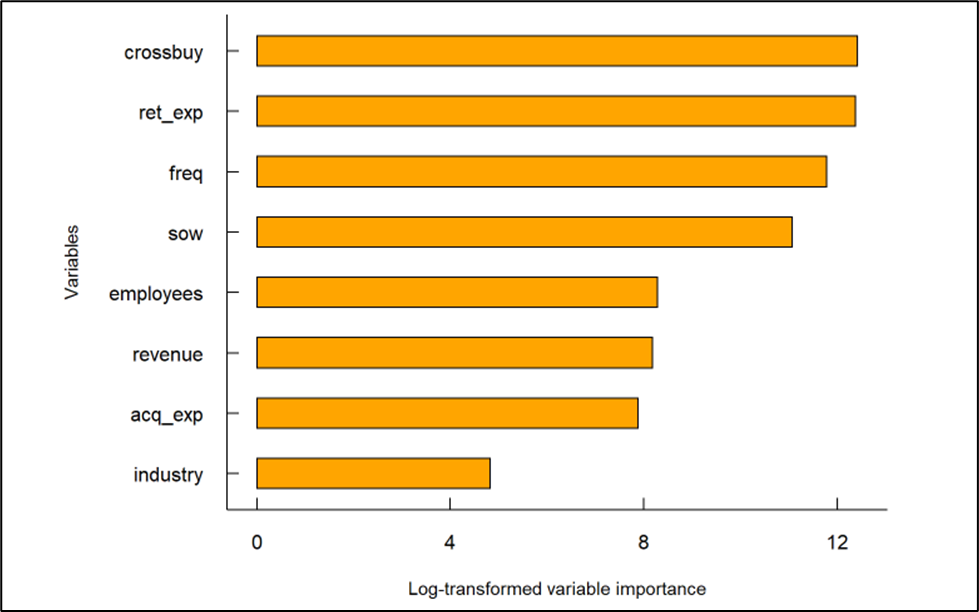 crossbuy
ret_exp
freq
sow
employees
revenue
acq_exp
industry
Variables
0 4 8 12
Log-transformed variable importance